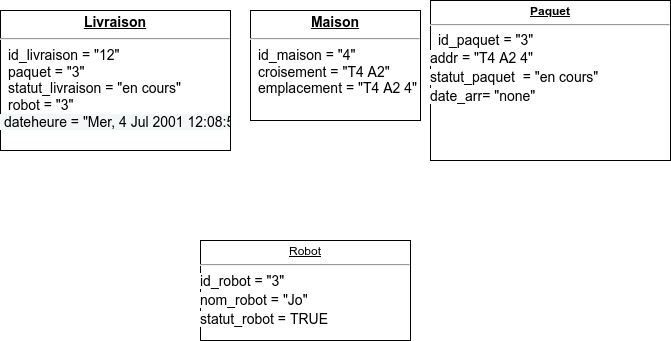 Livraison
id_livraison = "12"
paquet = "3"
statut_livraison = "en cours"
robot = "3"
dateheure = "Mer, 4 Jul 2001 12:08:5
Maison
id_maison = "4"
croisement = "T4 A2"
emplacement = "T4 A2 4"
Paquet
id_paquet = "3"
addr = "T4 A2 4"
statut_paquet  = "en cours"
date_arr= "none"
Robot
id_robot = "3"
nom_robot = "Jo"
statut_robot = TRUE